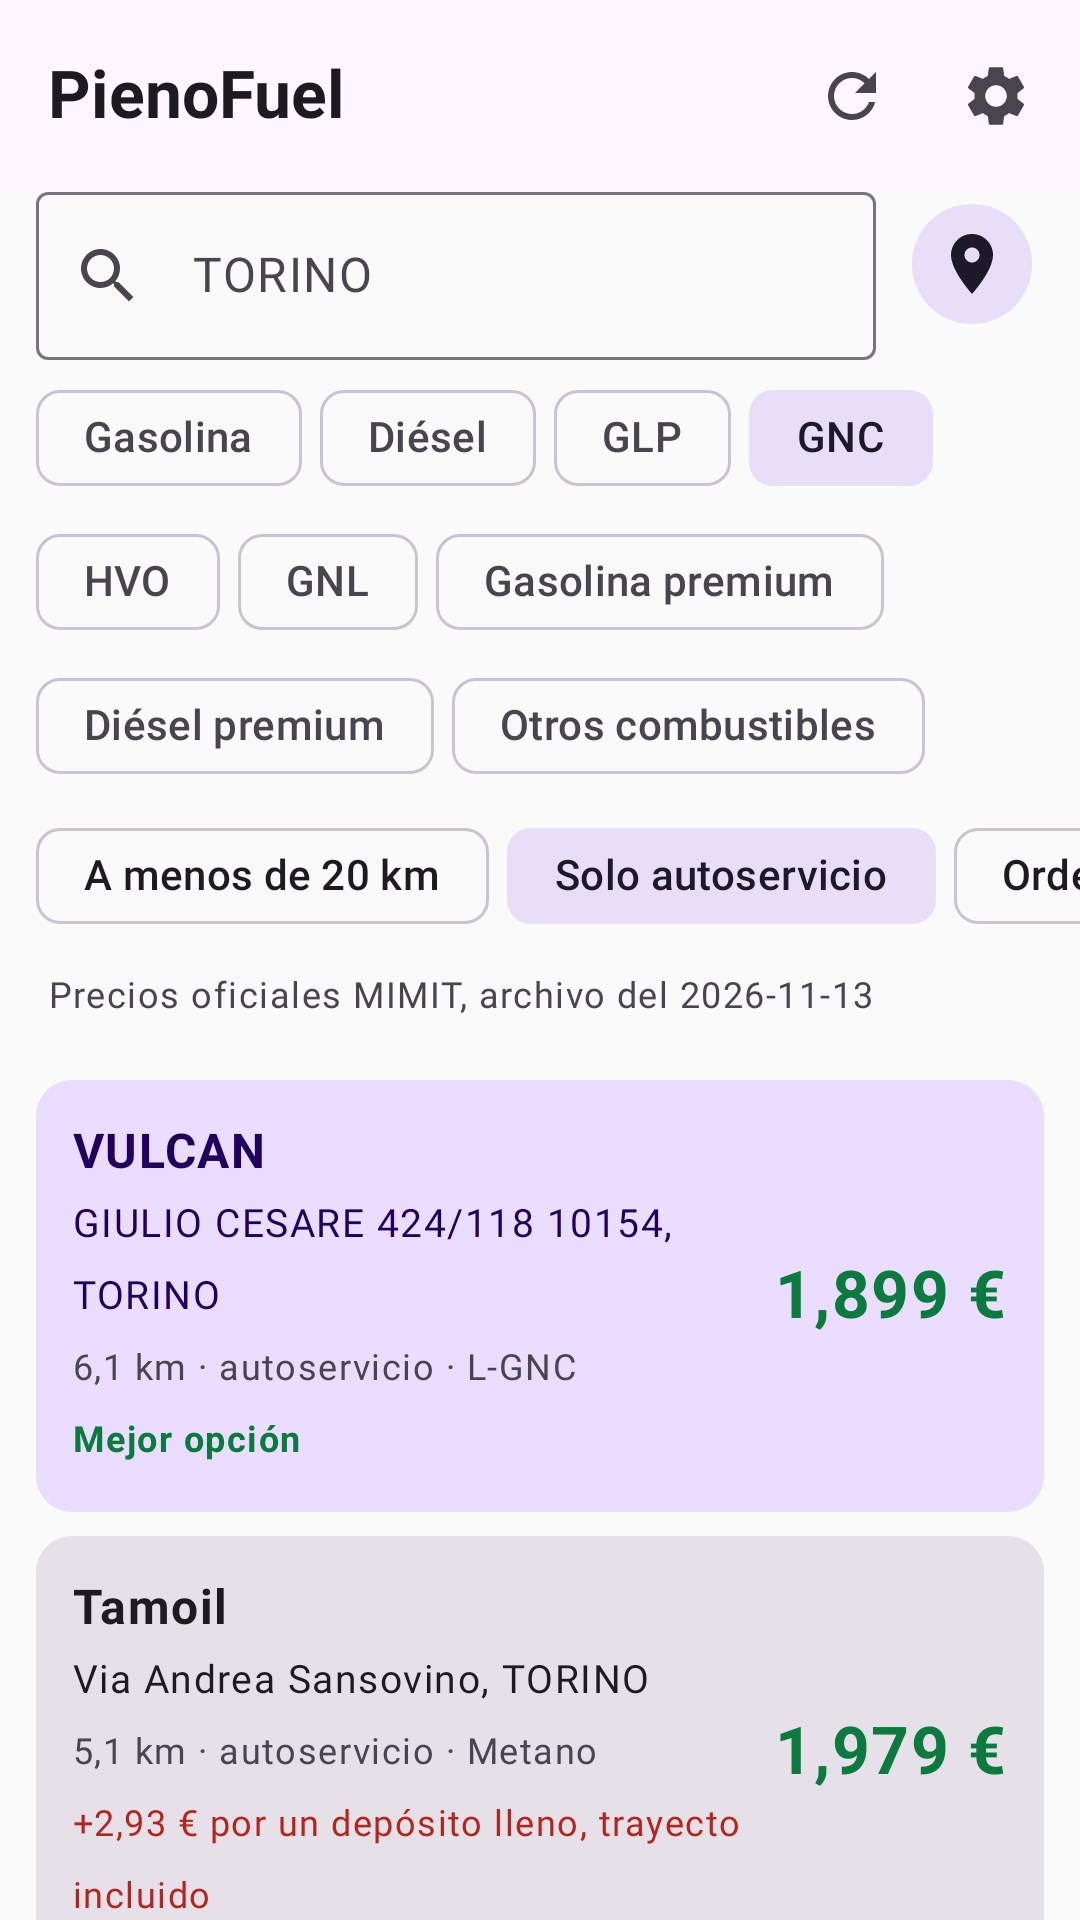 PienoFuel
TORINO
Gasolina
Diésel
GLP
GNC
HVO
GNL
Gasolina premium
Diésel premium
Otros combustibles
A menos de 20 km
Solo autoservicio
Orde
Precios oficiales MIMIT, archivo del 2026-11-13
VULCAN
GIULIO CESARE 424/118 10154,
TORINO
1,899 €
6,1 km · autoservicio · L-GNC
Mejor opción
Tamoil
Via Andrea Sansovino, TORINO
5,1 km · autoservicio · Metano
1,979 €
+2,93 € por un depósito lleno, trayecto
incluido